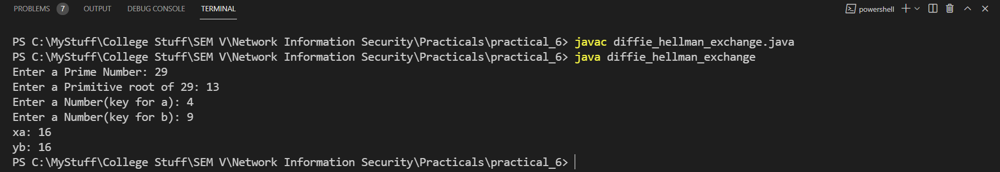 PROBLEMS 7 OUTPUT DEBUG CONSOLE TERMINAL powershell
PS C:\MyStuff\College Stuff\SEM V\Network Information Security\Practicals\practical_6> javac diffie_hellman_exchange.java
PS C:\MyStuff\College Stuff\SEM V\Network Information Security\Practicals\practical_6> java diffie_hellman_exchange
Enter a Prime Number: 29
Enter a Primitive root of 29: 13
Enter a Number(key for a): 4
Enter a Number(key for b): 9
xa: 16
yb: 16
PS C:\MyStuff\College Stuff\SEM V\Network Information Security\Practicals\practical_6>